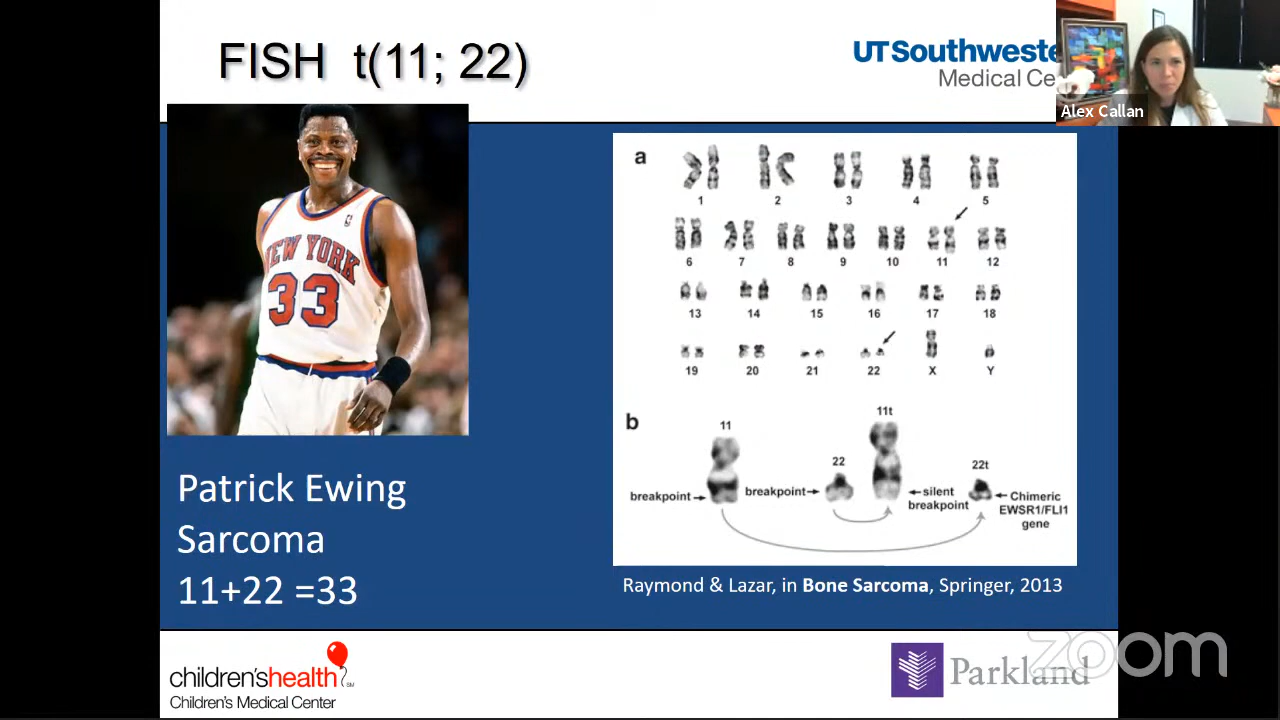 FISH t(11; 22)
UTSouthweste
Medical Ce
Alex Callan
NEW YORK
33
Patrick Ewing
Sarcoma
11+22 =33
a
1 2 3 4 5
6 7 8 9 10 11 12
13 14 15 16 17 18
19 20 21 22 X Y
b
11
22
11t
22t
breakpoint
breakpoint
silent
breakpoint
Chimeric
EWSR1/FLI1
gene
Raymond & Lazar, in Bone Sarcoma, Springer, 2013
children'shealth
SM
Children's Medical Center
Parkland
zoom